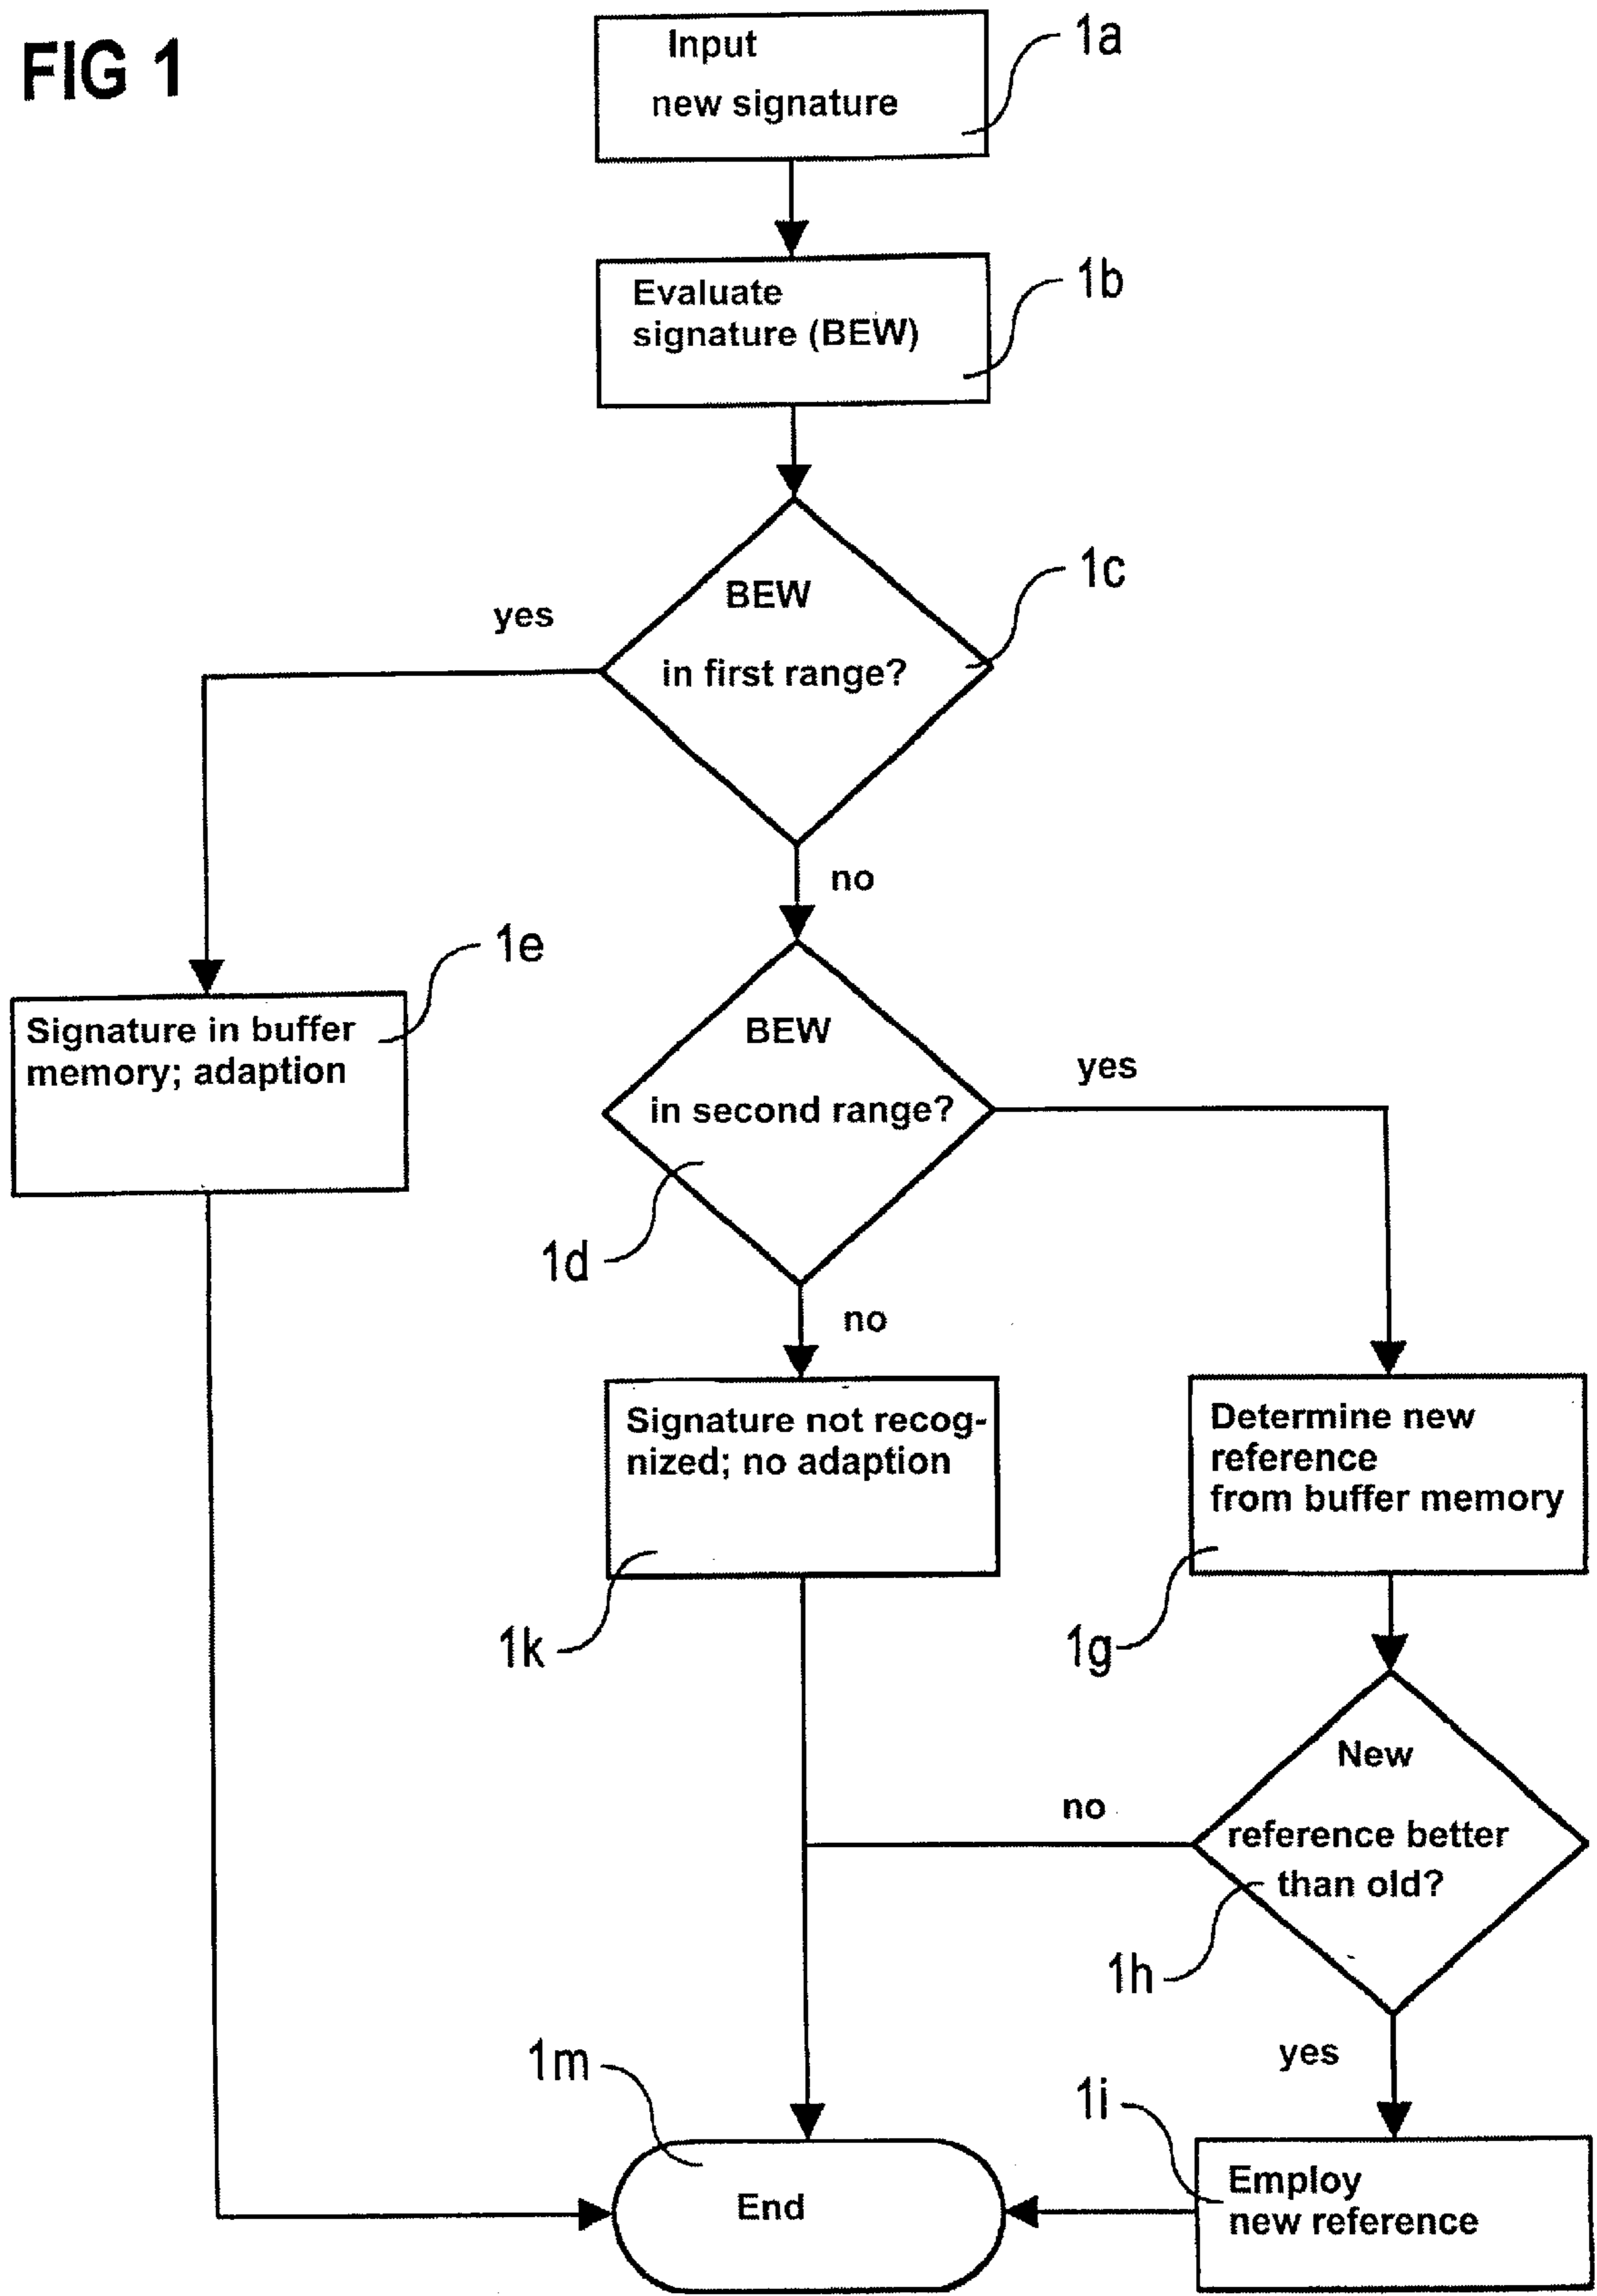 FIG 1
Input
new signature
1a
Evaluate
signature (BEW)
1b
BEW
in first range?
1c
yes
no
1e
Signature in buffer
memory; adaption
BEW
in second range?
yes
1d
no
Signature not recog-
nized; no adaption
1k
Determine new
reference
from buffer memory
1g
New
reference better
than old?
no
1h
yes
1m
End
1i
Employ
new reference